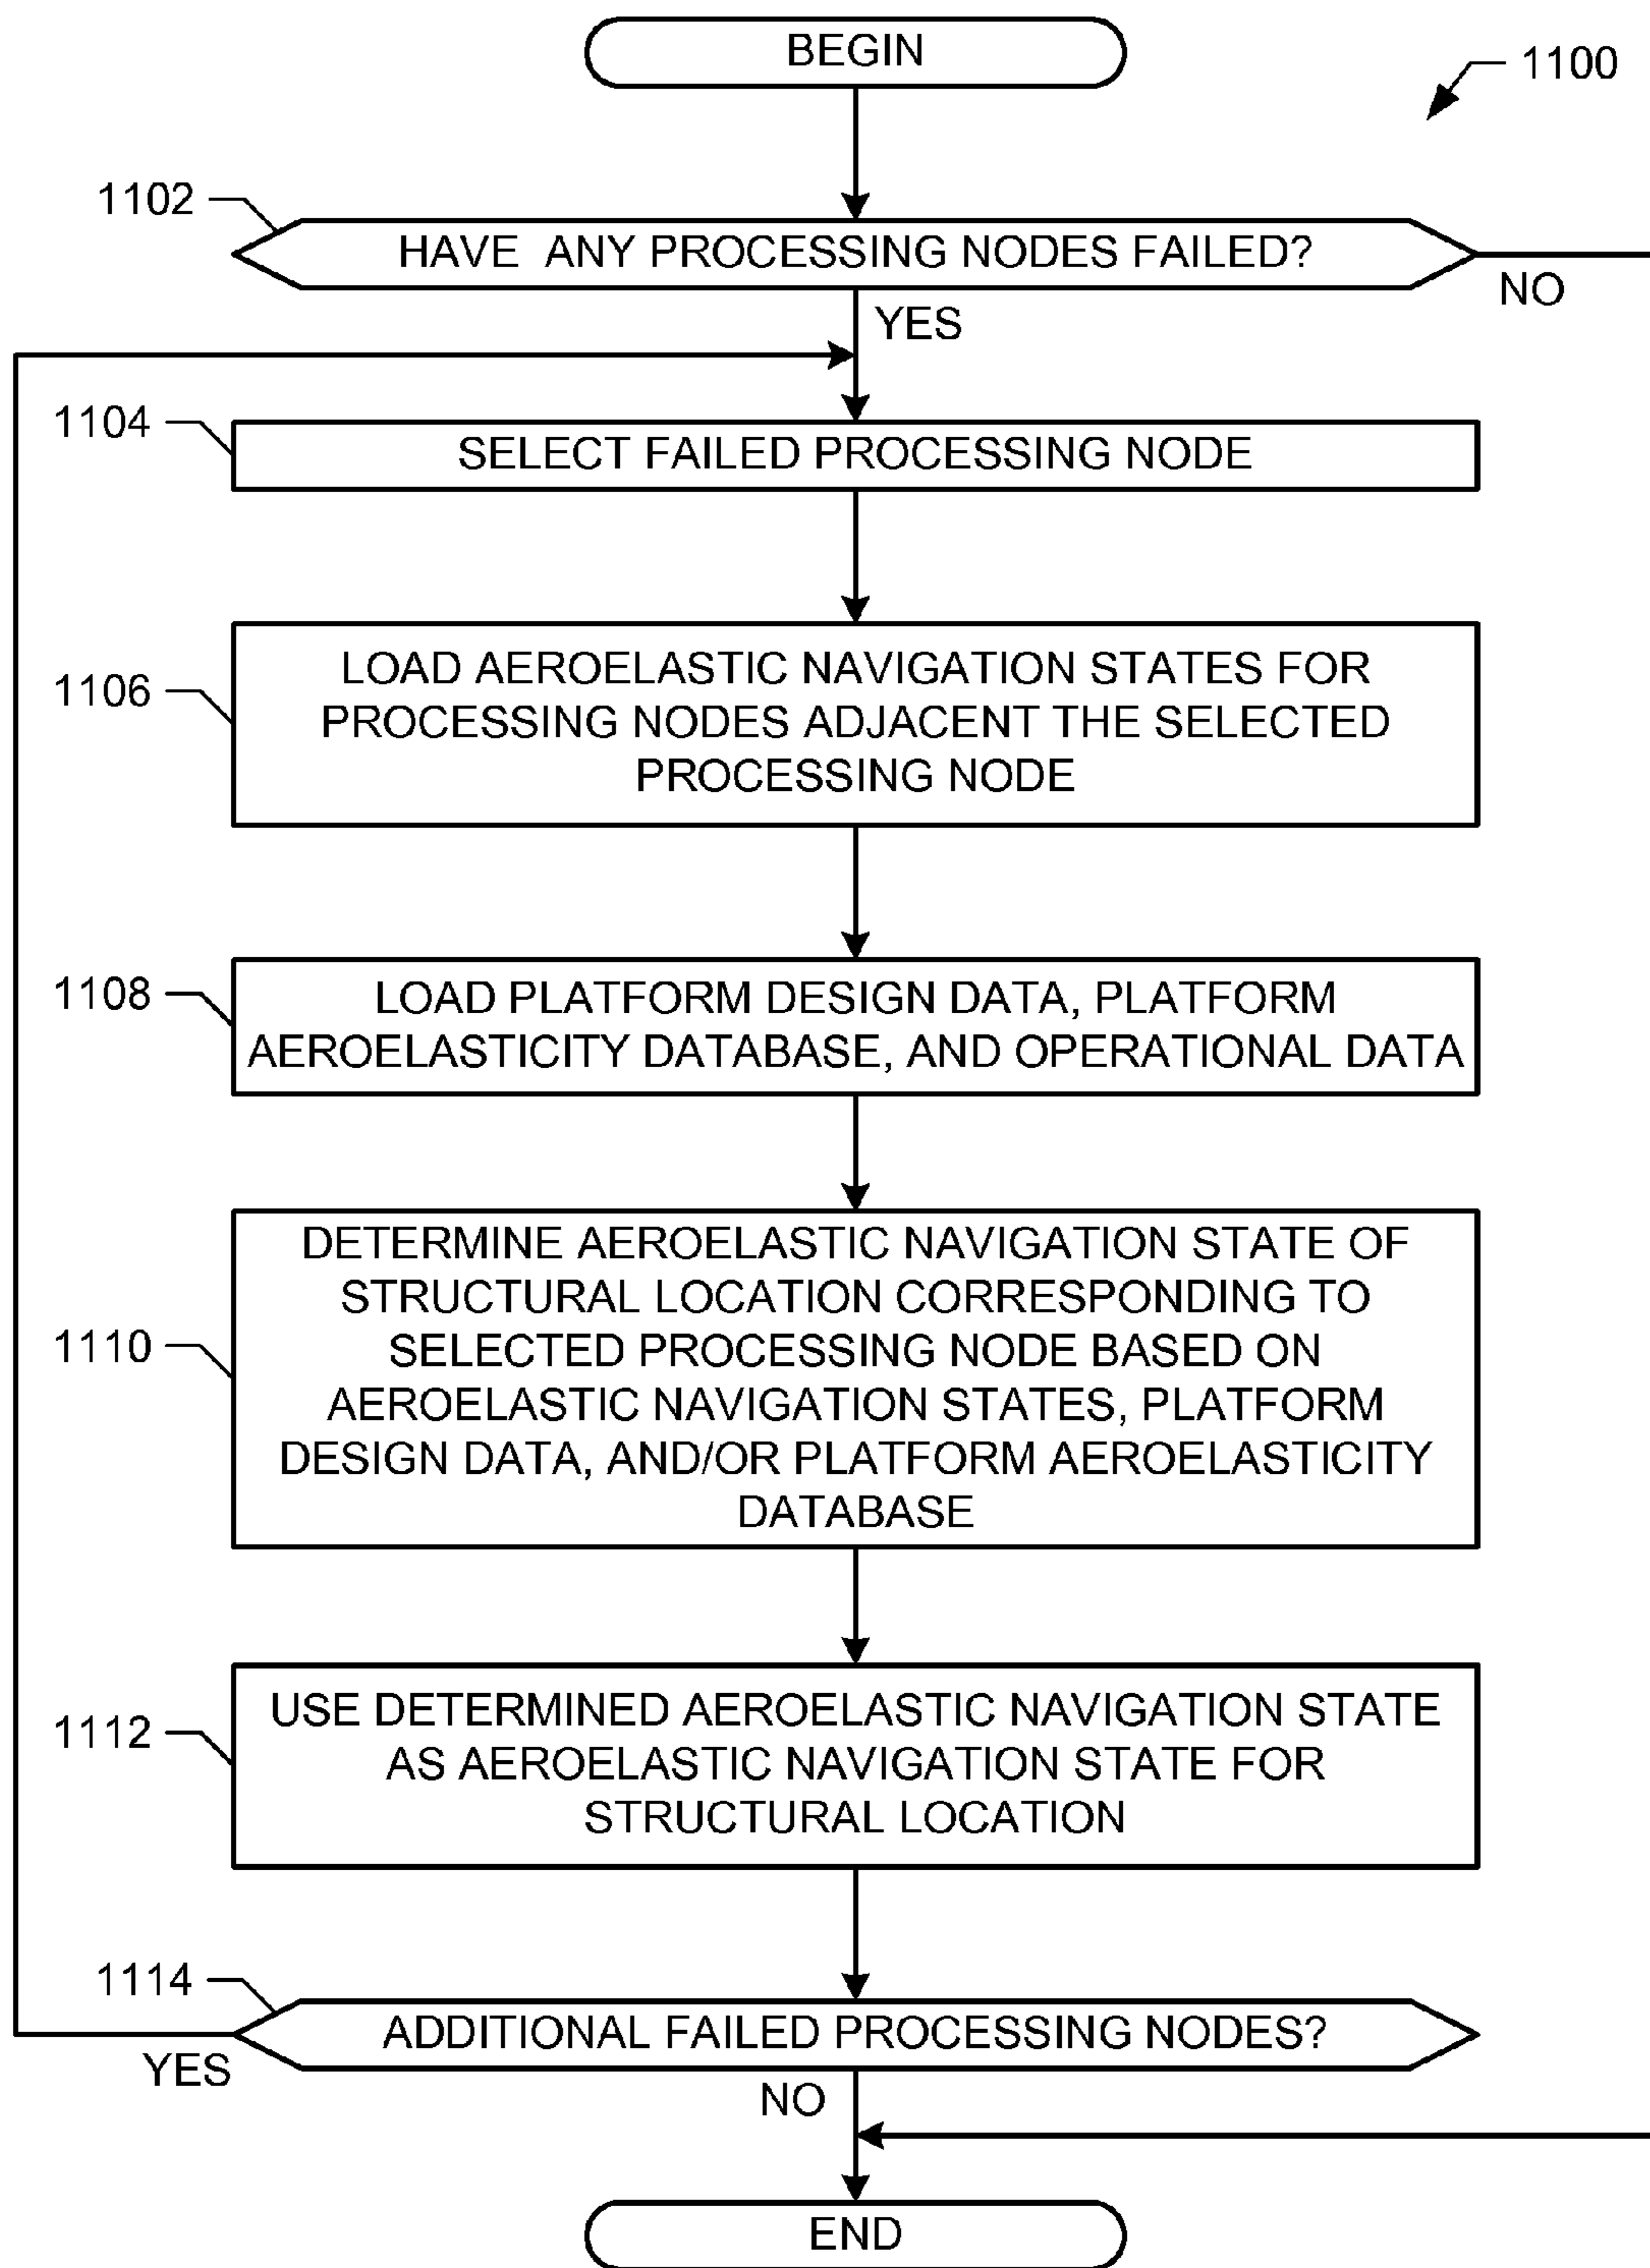 BEGIN
1100
1102
HAVE ANY PROCESSING NODES FAILED?
NO
YES
1104
SELECT FAILED PROCESSING NODE
1106
LOAD AEROELASTIC NAVIGATION STATES FOR
PROCESSING NODES ADJACENT THE SELECTED
PROCESSING NODE
1108
LOAD PLATFORM DESIGN DATA, PLATFORM
AEROELASTICITY DATABASE, AND OPERATIONAL DATA
1110
DETERMINE AEROELASTIC NAVIGATION STATE OF
STRUCTURAL LOCATION CORRESPONDING TO
SELECTED PROCESSING NODE BASED ON
AEROELASTIC NAVIGATION STATES, PLATFORM
DESIGN DATA, AND/OR PLATFORM AEROELASTICITY
DATABASE
1112
USE DETERMINED AEROELASTIC NAVIGATION STATE
AS AEROELASTIC NAVIGATION STATE FOR
STRUCTURAL LOCATION
1114
ADDITIONAL FAILED PROCESSING NODES?
YES
NO
END